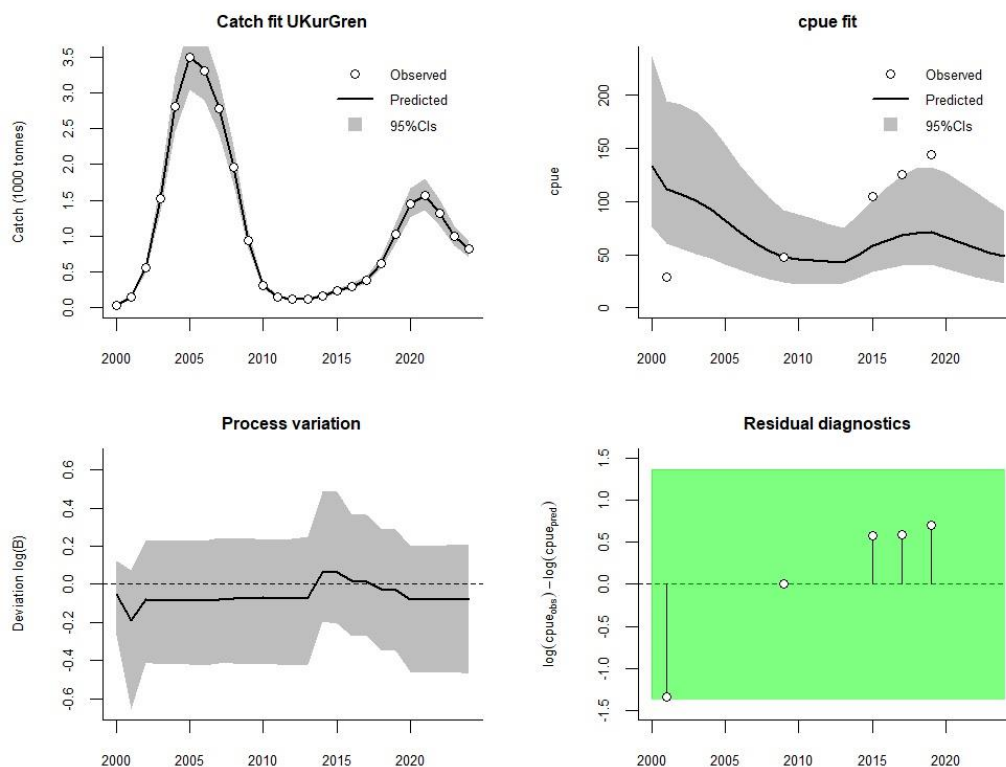 Catch fit UKurGren
Catch (1000 tonnes)
3.5
3.0
2.5
2.0
1.5
1.0
0.5
0.0
Observed
Predicted
95%CIs
2000 2005 2010 2015 2020
cpue fit
cpue
200
150
100
50
0
Observed
Predicted
95%CIs
2000 2005 2010 2015 2020
Process variation
Deviation log(B)
0.6
0.4
0.2
0.0
-0.2
-0.4
-0.6
2000 2005 2010 2015 2020
Residual diagnostics
log(cpue_obs) − log(cpue_pred)
1.5
1.0
0.5
0.0
-0.5
-1.0
-1.5
2000 2005 2010 2015 2020